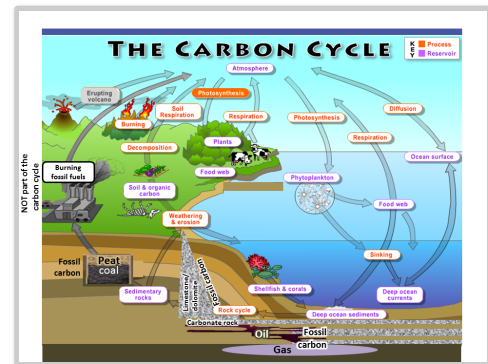 THE CARBON CYCLE
KEY
Process
Reservoir
Atmosphere
Erupting
volcano
Photosynthesis
Soil
Respiration
Burning
Respiration
Photosynthesis
Diffusion
Respiration
Decomposition
Plants
Ocean surface
Burning
fossil fuels
NOT part of the
carbon cycle
Food web
Phytoplankton
Soil & organic
carbon
Food web
Weathering
& erosion
Sinking
Fossil
carbon
Peat
coal
Limestone/
dolomite
Fossil carbon
Shellfish & corals
Sedimentary
rocks
Deep ocean
currents
Rock cycle
Deep ocean sediments
Carbonate rock
Oil
Fossil
carbon
Gas